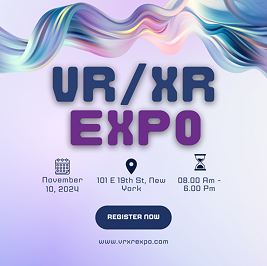 VR/XR
EXPO
November
10, 2024
101 E 19th St, New
York
08.00 Am -
6.00 Pm
REGISTER NOW
www.vrxrexpo.com